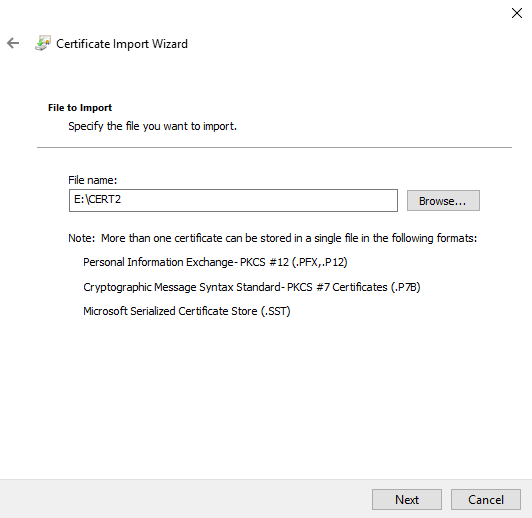 Certificate Import Wizard
File to Import
Specify the file you want to import.
File name:
E:\CERT2
Browse...
Note: More than one certificate can be stored in a single file in the following formats:
Personal Information Exchange- PKCS #12 (.PFX,.P12)
Cryptographic Message Syntax Standard- PKCS #7 Certificates (.P7B)
Microsoft Serialized Certificate Store (.SST)
Next
Cancel